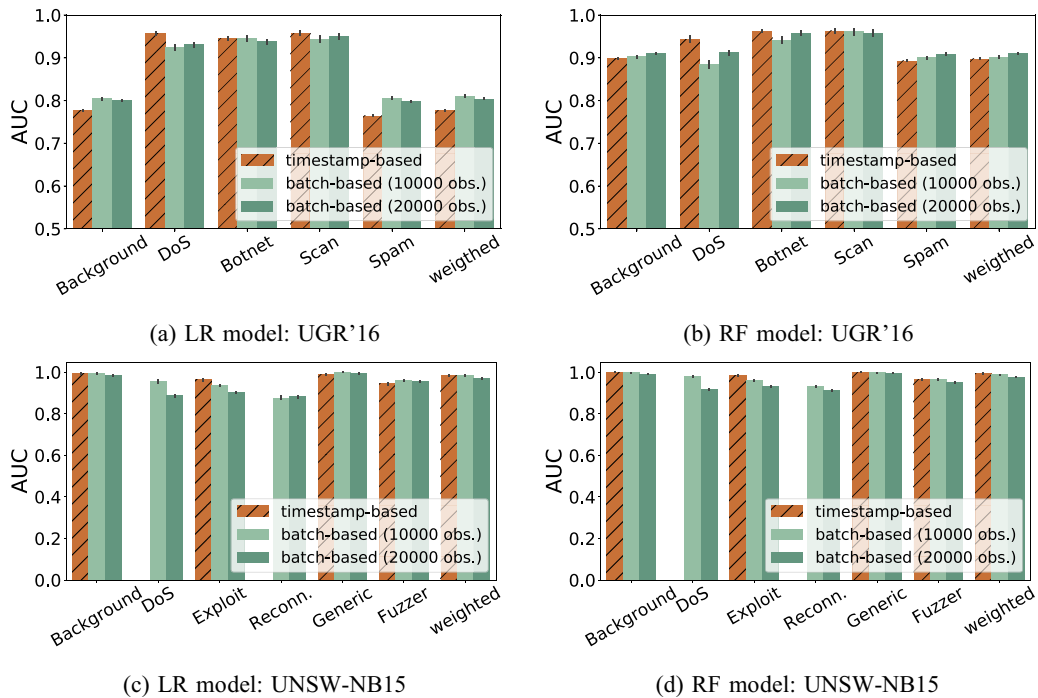 1.0
0.9
0.8
0.7
0.6
0.5
AUC
timestamp-based
batch-based (10000 obs.)
batch-based (20000 obs.)
Background
DoS
Botnet
Scan
Spam
weigthed
(a) LR model: UGR'16
1.0
0.9
0.8
0.7
0.6
0.5
AUC
timestamp-based
batch-based (10000 obs.)
batch-based (20000 obs.)
Background
DoS
Botnet
Scan
Spam
weigthed
(b) RF model: UGR'16
1.0
0.8
0.6
0.4
0.2
0.0
AUC
timestamp-based
batch-based (10000 obs.)
batch-based (20000 obs.)
Background
DoS
Exploit
Reconn.
Generic
Fuzzer
weighted
(c) LR model: UNSW-NB15
1.0
0.8
0.6
0.4
0.2
0.0
AUC
timestamp-based
batch-based (10000 obs.)
batch-based (20000 obs.)
Background
DoS
Exploit
Reconn.
Generic
Fuzzer
weighted
(d) RF model: UNSW-NB15